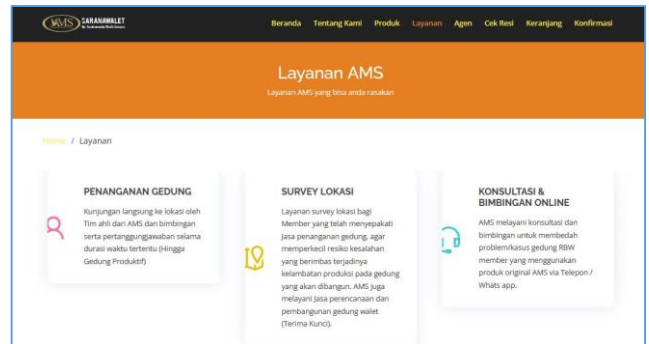 AMS SARANAWALET
Beranda Tentang Kami Produk Layanan Agen Cek Resi Keranjang Konfirmasi
Layanan AMS
Layanan AMS yang bisa anda rasakan
Home / Layanan
PENANGANAN GEDUNG
Kunjungan langsung ke lokasi oleh
Tim ahli dari AMS dan bimbingan
serta pertanggungjawaban selama
durasi waktu tertentu (Hingga
Gedung Produktif)
SURVEY LOKASI
Layanan survey lokasi bagi
Member yang telah menyepakati
Jasa penanganan gedung, agar
memperkecil resiko kesalahan
yang berimbas terjadinya
kelambatan produksi pada gedung
yang akan dibangun. AMS juga
melayani Jasa perencanaan dan
pembangunan gedung walet
(Terima Kunci).
KONSULTASI &
BIMBINGAN ONLINE
AMS melayani konsultasi dan
bimbingan untuk membedah
problem/kasus gedung RBW
member yang menggunakan
produk original AMS via Telepon /
Whats app.